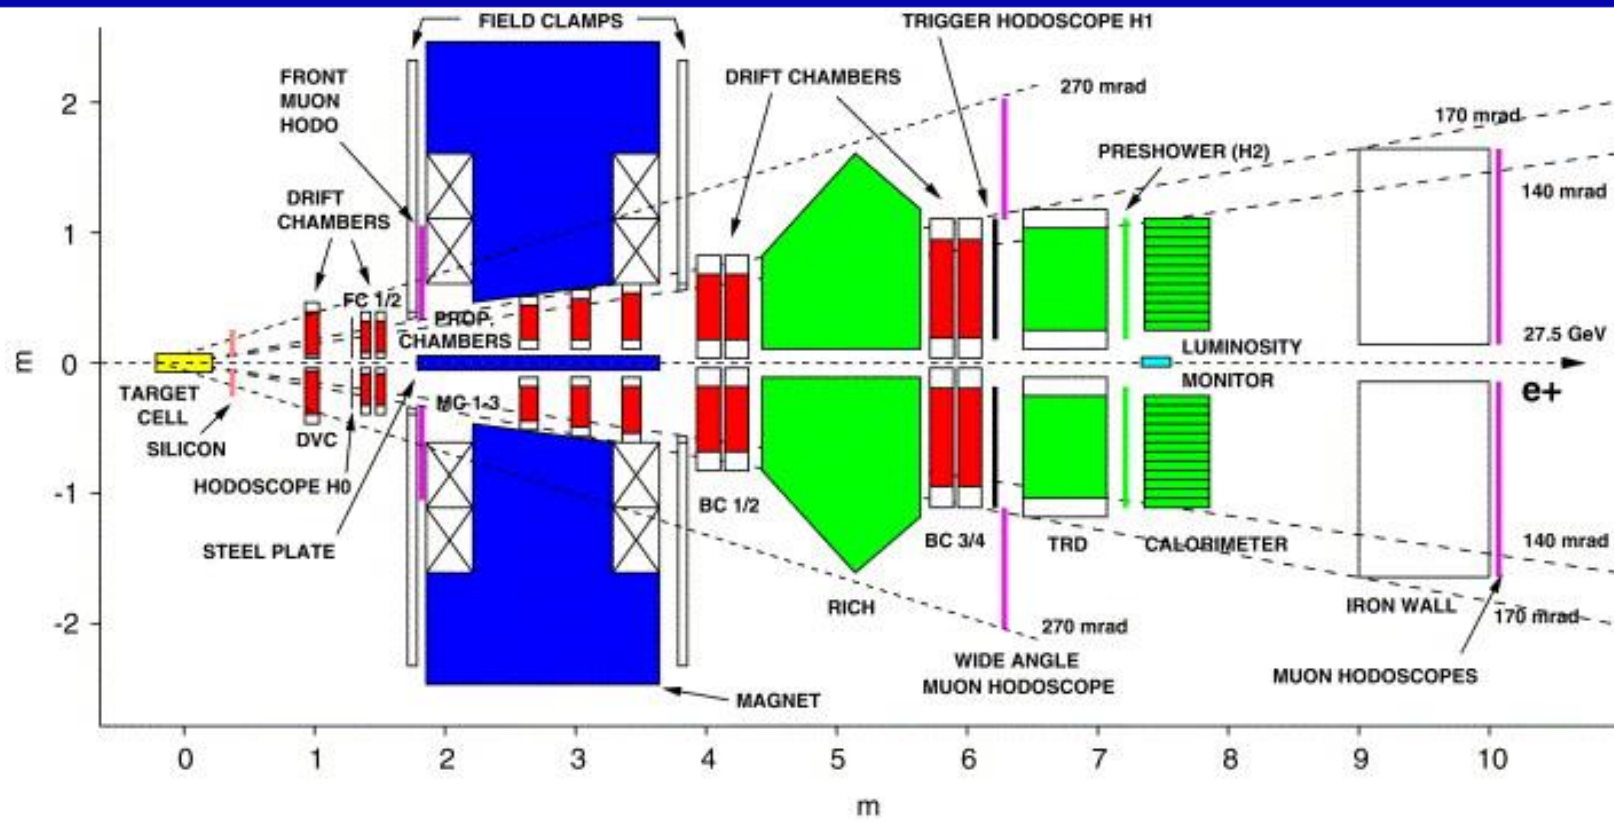 FIELD CLAMPS
TRIGGER HODOSCOPE H1
FRONT
MUON
HODO
DRIFT CHAMBERS
270 mrad
170 mrad
PRESHOWER (H2)
140 mrad
DRIFT
CHAMBERS
FC 1/2
PROP
CHAMBERS
27.5 GeV
LUMINOSITY
MONITOR
e+
TARGET
CELL
SILICON
DVC
MC 1-3
HODOSCOPE H0
STEEL PLATE
BC 1/2
BC 3/4
TRD
CALORIMETER
140 mrad
RICH
IRON WALL
170 mrad
270 mrad
WIDE ANGLE
MUON HODOSCOPE
MUON HODOSCOPES
MAGNET
m
2
1
0
-1
-2
0 1 2 3 4 5 6 7 8 9 10
m